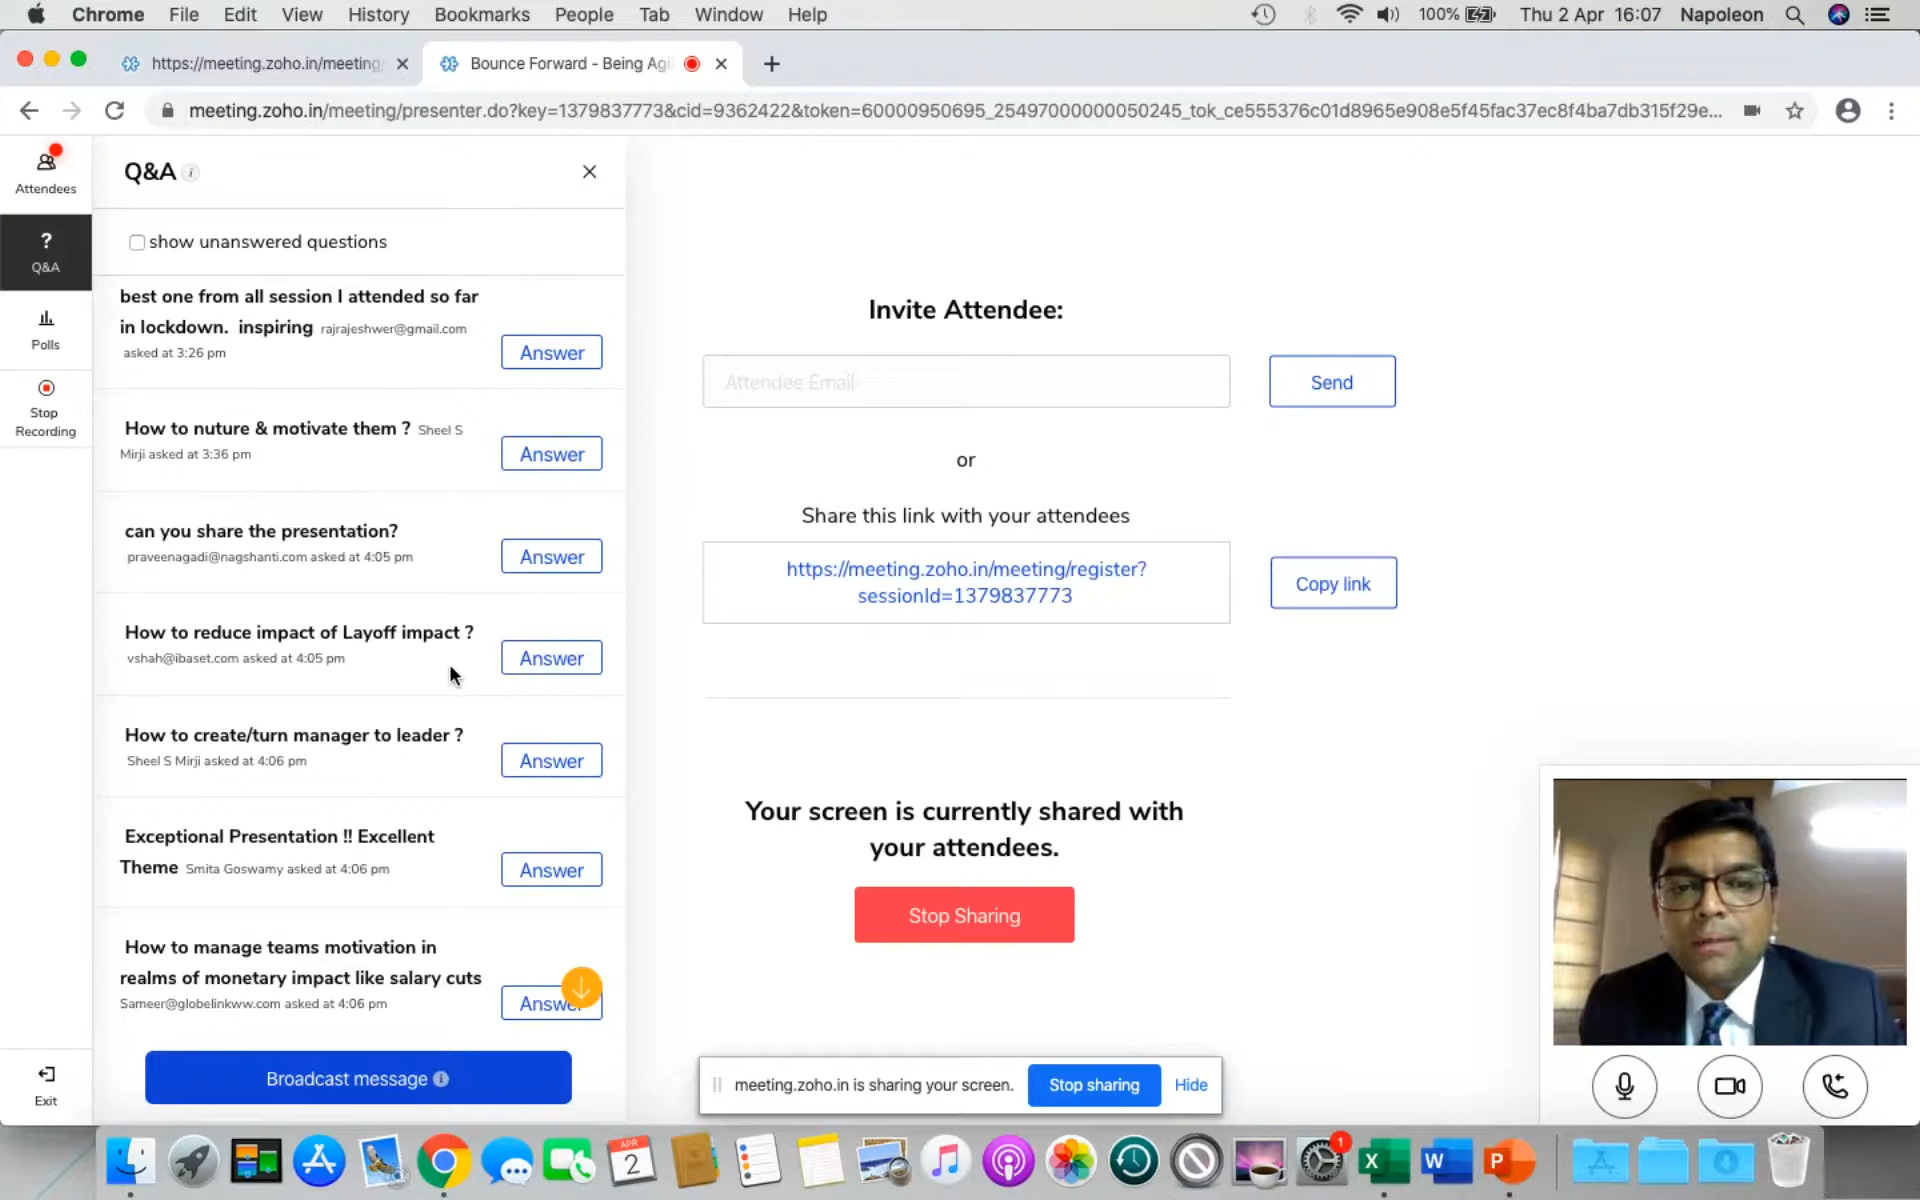 Chrome File Edit View History Bookmarks People Tab Window Help
100% Thu 2 Apr 16:07 Napoleon
https://meeting.zoho.in/meeting
Bounce Forward - Being Agi
meeting.zoho.in/meeting/presenter.do?key=1379837773&cid=9362422&token=60000950695_25497000000050245_tok_ce555376c01d8965e908e5f45fac37ec8f4ba7db315f29e...
Attendees
?
Q&A
Polls
Stop
Recording
Exit
Q&A i
show unanswered questions
best one from all session I attended so far
in lockdown. inspiring rajrajeshwer@gmail.com
asked at 3:26 pm
Answer
How to nuture & motivate them ? Sheel S
Mirji asked at 3:36 pm
Answer
can you share the presentation?
praveenagadi@nagshanti.com asked at 4:05 pm
Answer
How to reduce impact of Layoff impact ?
vshah@ibaset.com asked at 4:05 pm
Answer
How to create/turn manager to leader ?
Sheel S Mirji asked at 4:06 pm
Answer
Exceptional Presentation !! Excellent
Theme Smita Goswamy asked at 4:06 pm
Answer
How to manage teams motivation in
realms of monetary impact like salary cuts
Sameer@globelinkww.com asked at 4:06 pm
Answer
Broadcast message i
Invite Attendee:
Attendee Email
Send
or
Share this link with your attendees
https://meeting.zoho.in/meeting/register?
sessionId=1379837773
Copy link
Your screen is currently shared with
your attendees.
Stop Sharing
meeting.zoho.in is sharing your screen. Stop sharing Hide
APR
2
1
X
W
P